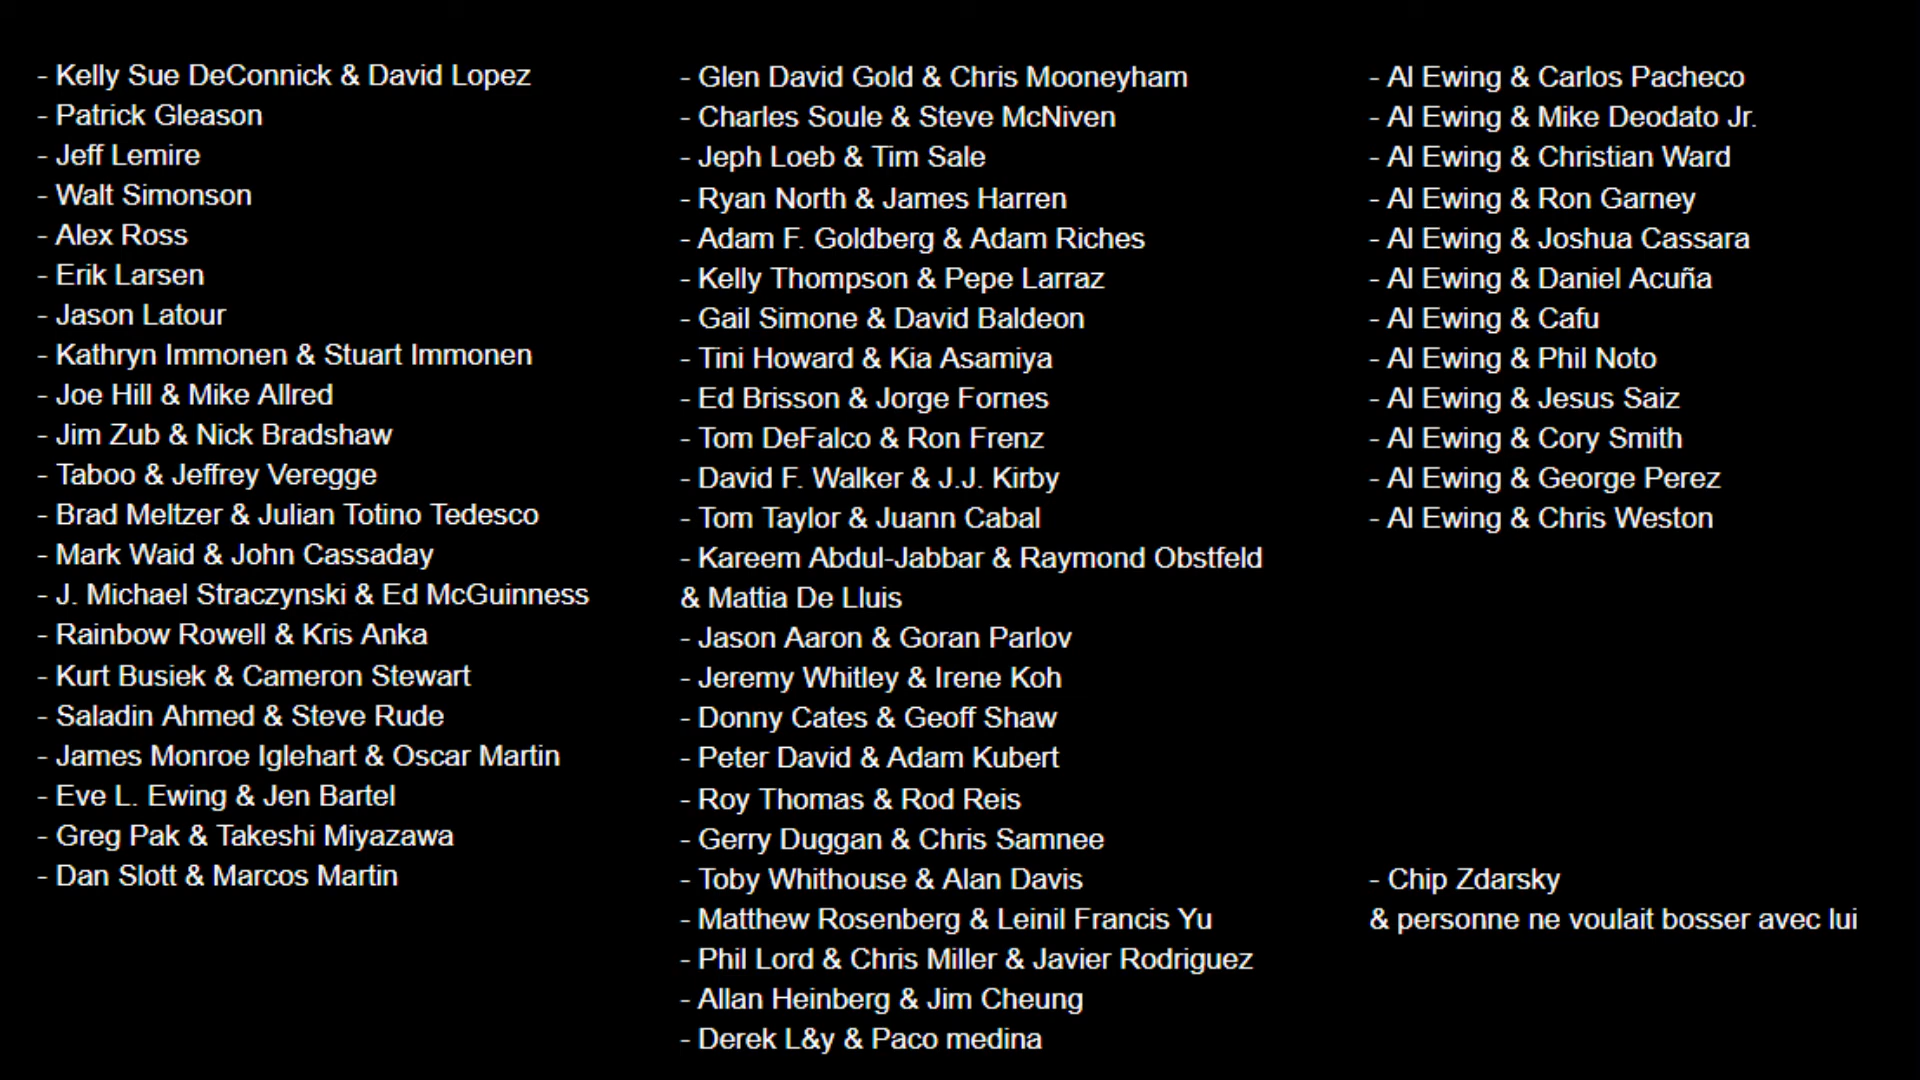 - Kelly Sue DeConnick & David Lopez
- Patrick Gleason
- Jeff Lemire
- Walt Simonson
- Alex Ross
- Erik Larsen
- Jason Latour
- Kathryn Immonen & Stuart Immonen
- Joe Hill & Mike Allred
- Jim Zub & Nick Bradshaw
- Taboo & Jeffrey Veregge
- Brad Meltzer & Julian Totino Tedesco
- Mark Waid & John Cassaday
- J. Michael Straczynski & Ed McGuinness
- Rainbow Rowell & Kris Anka
- Kurt Busiek & Cameron Stewart
- Saladin Ahmed & Steve Rude
- James Monroe Iglehart & Oscar Martin
- Eve L. Ewing & Jen Bartel
- Greg Pak & Takeshi Miyazawa
- Dan Slott & Marcos Martin
- Glen David Gold & Chris Mooneyham
- Charles Soule & Steve McNiven
- Jeph Loeb & Tim Sale
- Ryan North & James Harren
- Adam F. Goldberg & Adam Riches
- Kelly Thompson & Pepe Larraz
- Gail Simone & David Baldeon
- Tini Howard & Kia Asamiya
- Ed Brisson & Jorge Fornes
- Tom DeFalco & Ron Frenz
- David F. Walker & J.J. Kirby
- Tom Taylor & Juann Cabal
- Kareem Abdul-Jabbar & Raymond Obstfeld
& Mattia De Lluis
- Jason Aaron & Goran Parlov
- Jeremy Whitley & Irene Koh
- Donny Cates & Geoff Shaw
- Peter David & Adam Kubert
- Roy Thomas & Rod Reis
- Gerry Duggan & Chris Samnee
- Toby Whithouse & Alan Davis
- Matthew Rosenberg & Leinil Francis Yu
- Phil Lord & Chris Miller & Javier Rodriguez
- Allan Heinberg & Jim Cheung
- Derek L&y & Paco medina
- Al Ewing & Carlos Pacheco
- Al Ewing & Mike Deodato Jr.
- Al Ewing & Christian Ward
- Al Ewing & Ron Garney
- Al Ewing & Joshua Cassara
- Al Ewing & Daniel Acuña
- Al Ewing & Cafu
- Al Ewing & Phil Noto
- Al Ewing & Jesus Saiz
- Al Ewing & Cory Smith
- Al Ewing & George Perez
- Al Ewing & Chris Weston
- Chip Zdarsky
& personne ne voulait bosser avec lui